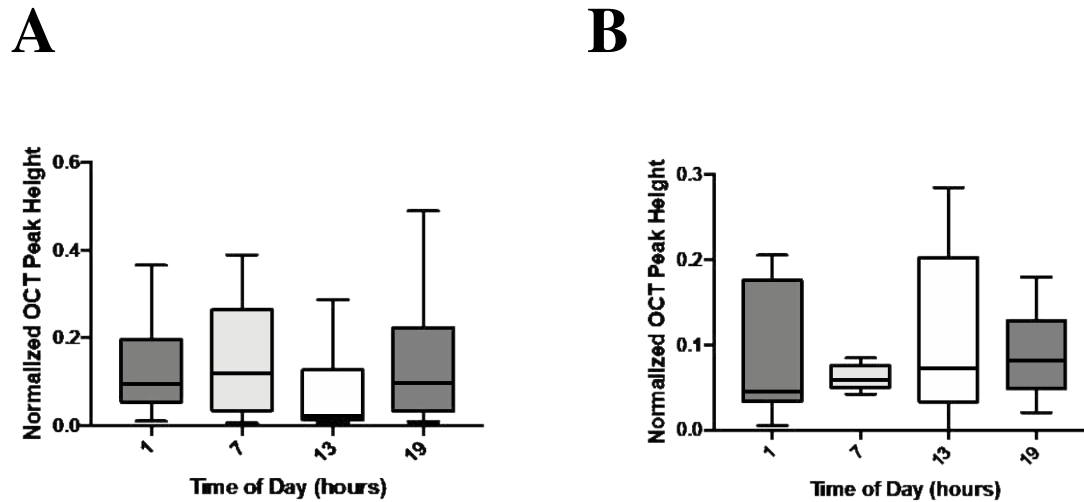 A
B
Normalized OCT Peak Height
0.6
0.4
0.2
0.0
1
7
13
19
Time of Day (hours)
Normalized OCT Peak Height
0.3
0.2
0.1
0.0
1
7
13
19
Time of Day (hours)